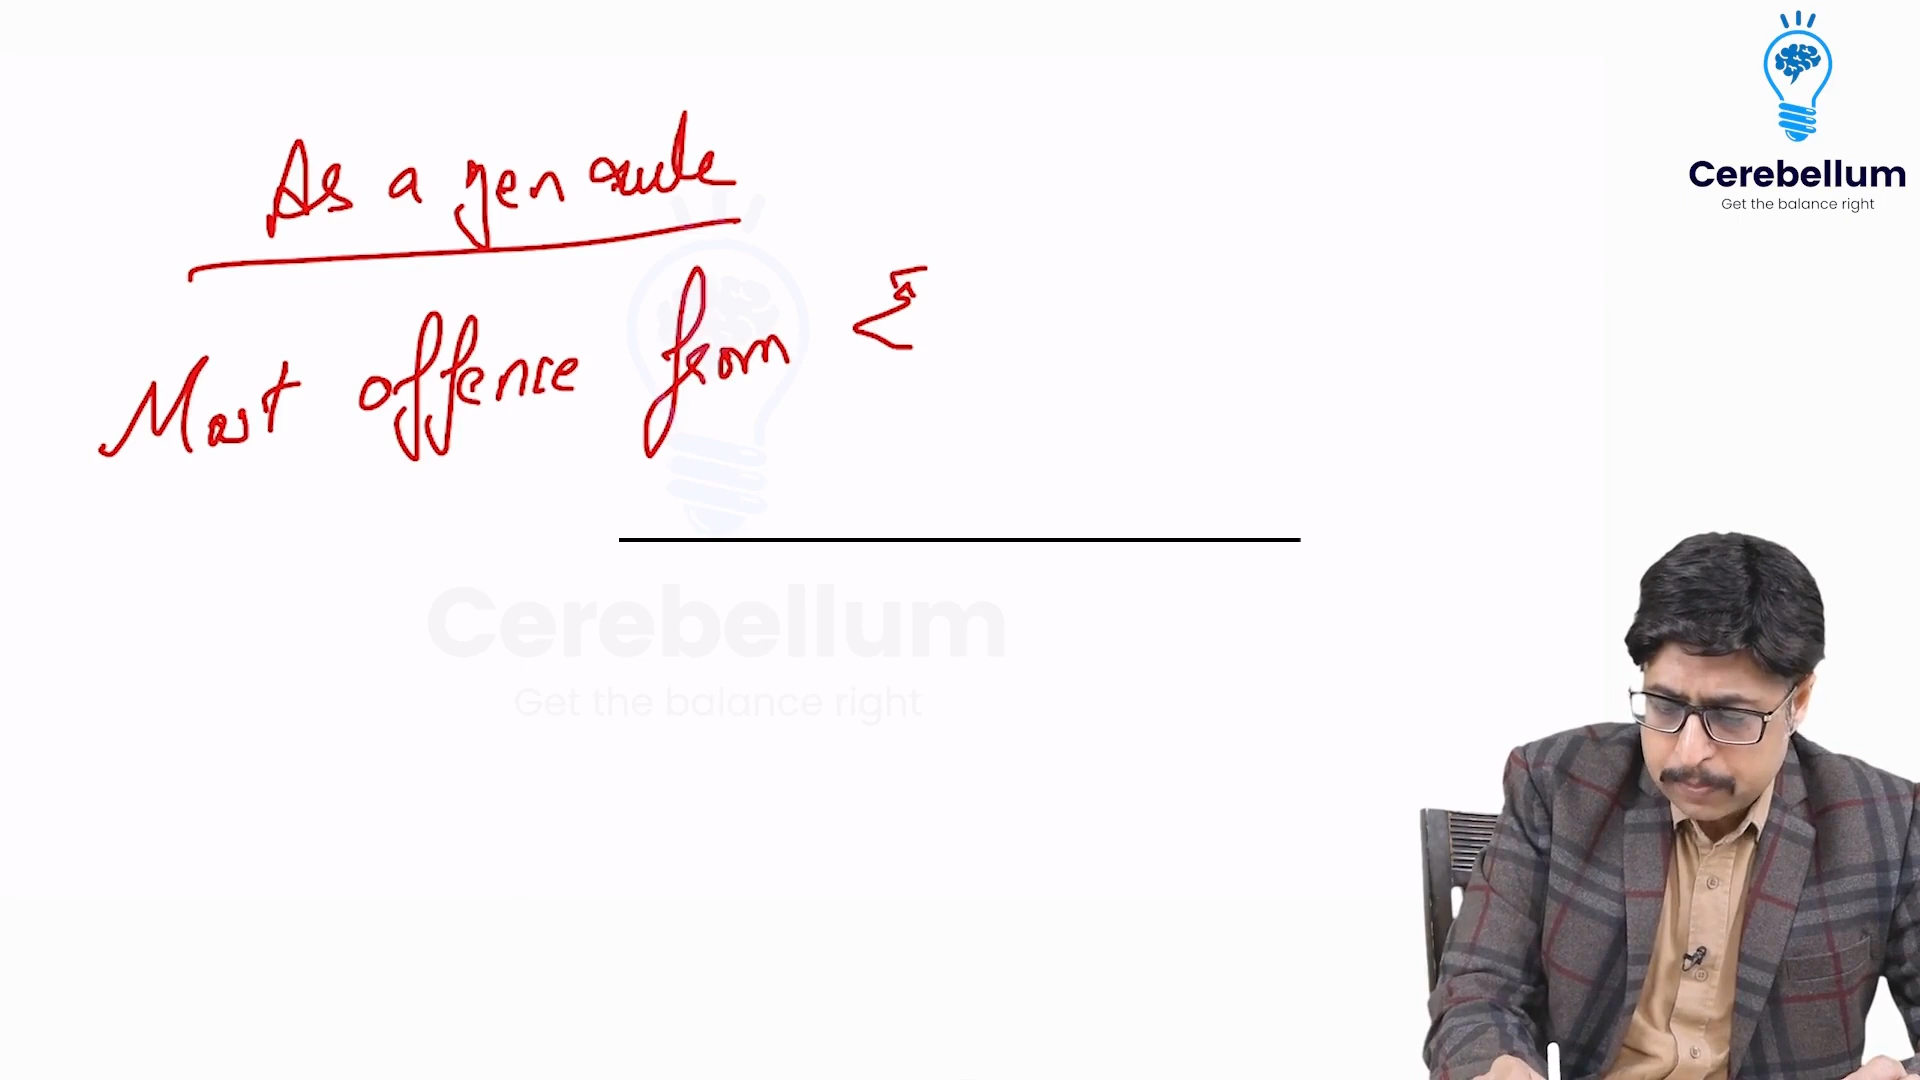 Cerebellum
Get the balance right
As a gen rule
Most offence from
Cerebellum
Get the balance right